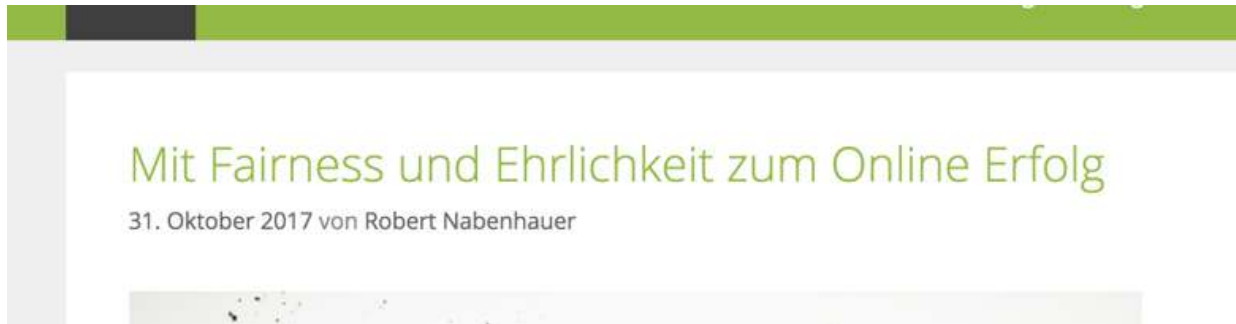 Mit Fairness und Ehrlichkeit zum Online Erfolg
31. Oktober 2017 von Robert Nabenhauer